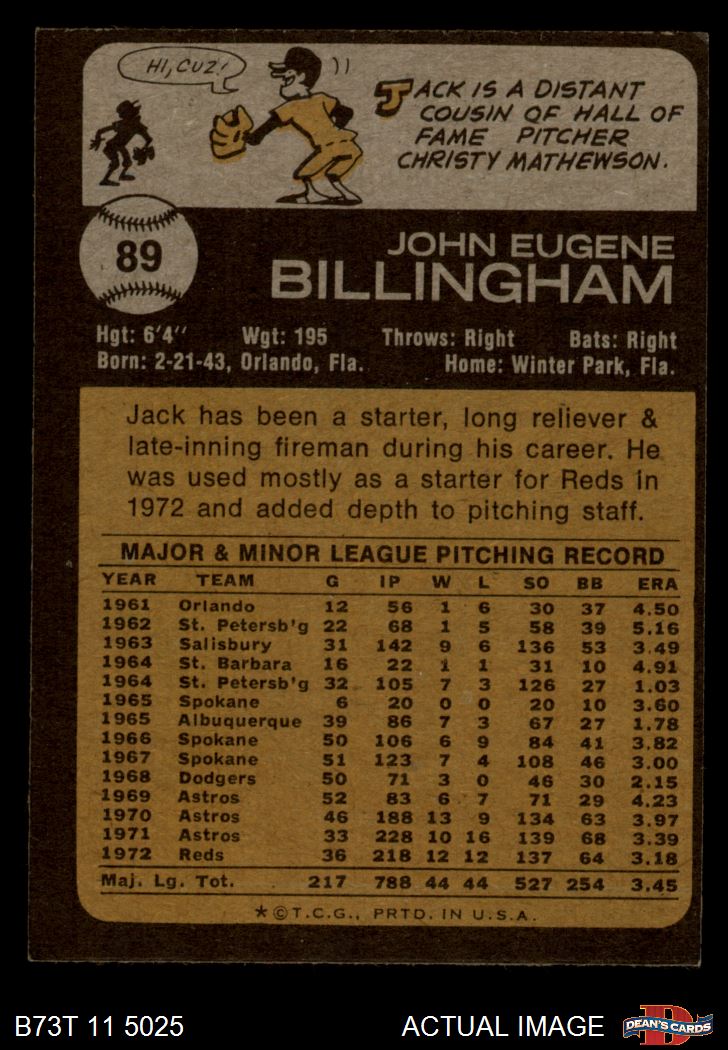 HI, CUZ!
JACK IS A DISTANT
COUSIN OF HALL OF
FAME PITCHER
CHRISTY MATHEWSON.
89
JOHN EUGENE
BILLINGHAM
Hgt: 6'4" Wgt: 195 Throws: Right Bats: Right
Born: 2-21-43, Orlando, Fla. Home: Winter Park, Fla.
Jack has been a starter, long reliever &
late-inning fireman during his career. He
was used mostly as a starter for Reds in
1972 and added depth to pitching staff.
MAJOR & MINOR LEAGUE PITCHING RECORD
YEAR TEAM G IP W L SO BB ERA
1961 Orlando 12 56 1 6 30 37 4.50
1962 St. Petersb'g 22 68 1 5 58 39 5.16
1963 Salisbury 31 142 9 6 136 53 3.49
1964 St. Barbara 16 22 1 1 31 10 4.91
1964 St. Petersb'g 32 105 7 3 126 27 1.03
1965 Spokane 6 20 0 0 20 10 3.60
1965 Albuquerque 39 86 7 3 67 27 1.78
1966 Spokane 50 106 6 9 84 41 3.82
1967 Spokane 51 123 7 4 108 46 3.00
1968 Dodgers 50 71 3 0 46 30 2.15
1969 Astros 52 83 6 7 71 29 4.23
1970 Astros 46 188 13 9 134 63 3.97
1971 Astros 33 228 10 16 139 68 3.39
1972 Reds 36 218 12 12 137 64 3.18
Maj. Lg. Tot. 217 788 44 44 527 254 3.45
*©T.C.G., PRTD. IN U.S.A.
B73T 11 5025 ACTUAL IMAGE D DEAN'S CARDS